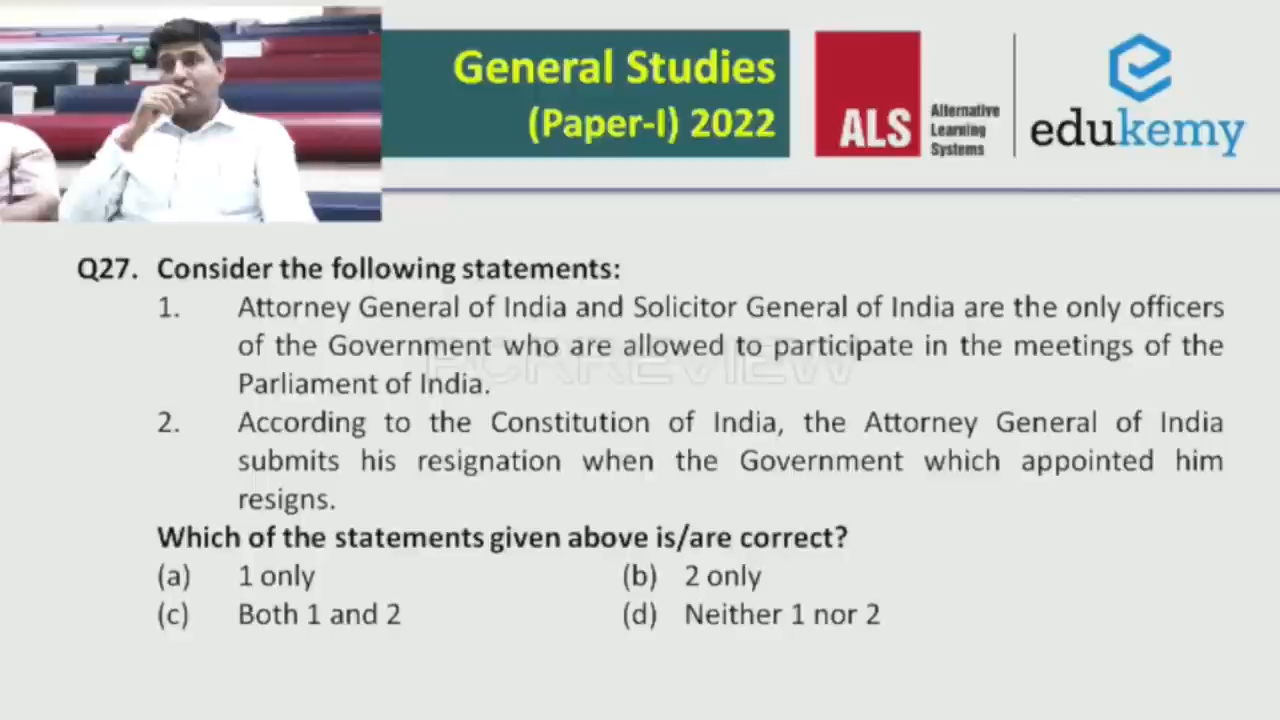 General Studies
(Paper-I) 2022
ALS
Alternative
Learning
Systems
edukemy
Q27. Consider the following statements:
1. Attorney General of India and Solicitor General of India are the only officers
of the Government who are allowed to participate in the meetings of the
Parliament of India.
2. According to the Constitution of India, the Attorney General of India
submits his resignation when the Government which appointed him
resigns.
Which of the statements given above is/are correct?
(a) 1 only (b) 2 only
(c) Both 1 and 2 (d) Neither 1 nor 2